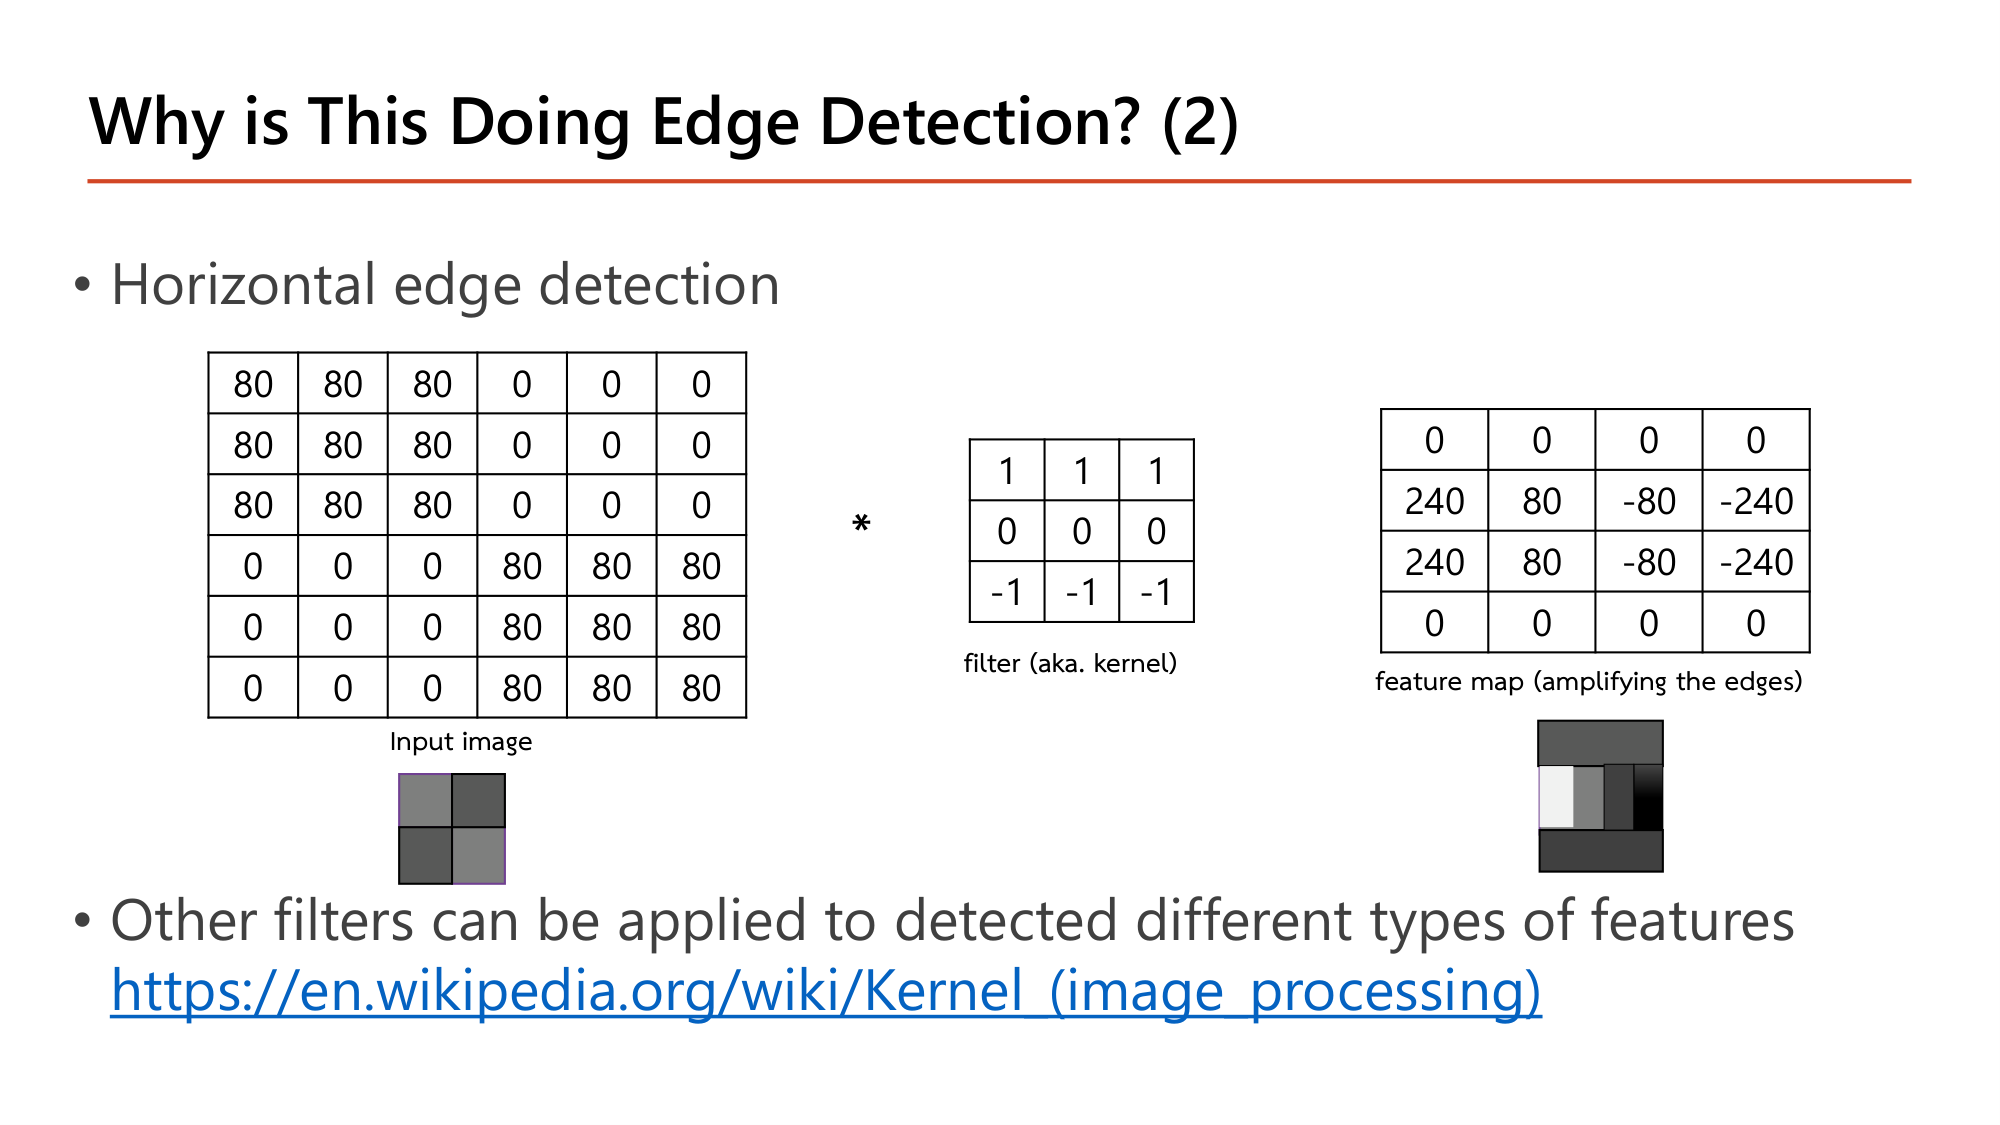 Why is This Doing Edge Detection? (2)
• Horizontal edge detection
80 80 80 0 0 0
80 80 80 0 0 0
80 80 80 0 0 0
0 0 0 80 80 80
0 0 0 80 80 80
0 0 0 80 80 80
Input image
*
1 1 1
0 0 0
-1 -1 -1
filter (aka. kernel)
0 0 0 0
240 80 -80 -240
240 80 -80 -240
0 0 0 0
feature map (amplifying the edges)
• Other filters can be applied to detected different types of features
https://en.wikipedia.org/wiki/Kernel_(image_processing)